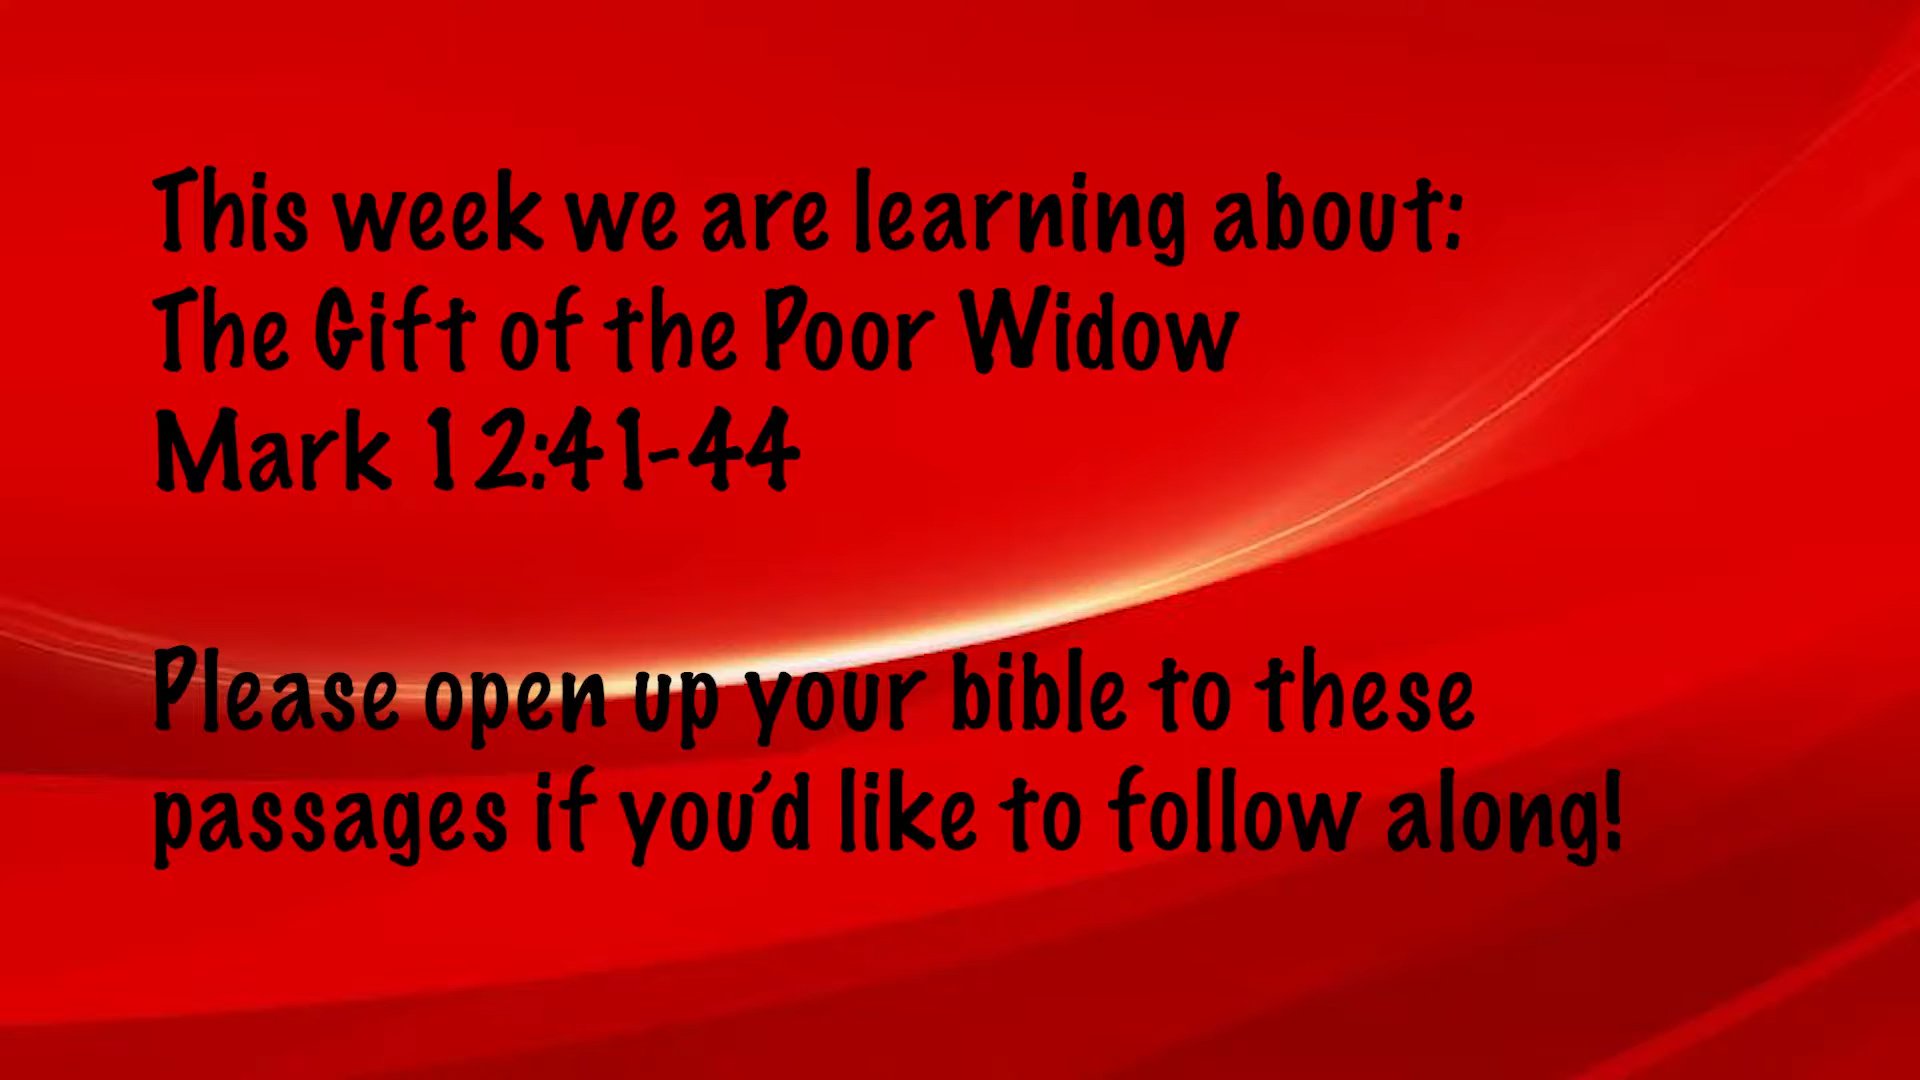 This week we are learning about:
The Gift of the Poor Widow
Mark 12:41-44
Please open up your bible to these
passages if you'd like to follow along!